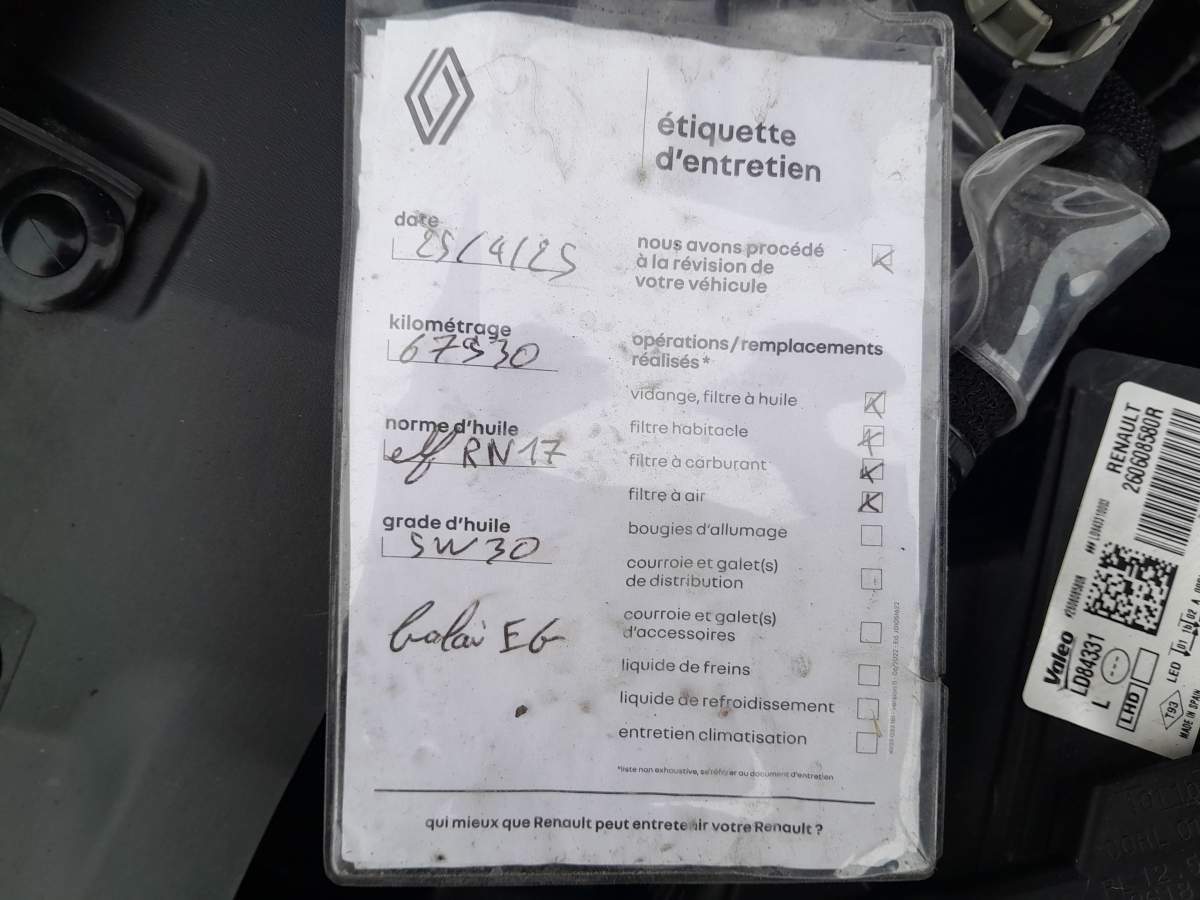 étiquette
d'entretien
date
25/4/25
nous avons procédé
à la révision de
votre véhicule
kilométrage
67530
opérations/remplacements
réalisés*
vidange, filtre à huile
norme d'huile
elf RN17
filtre habitacle
filtre à carburant
filtre à air
grade d'huile
5W30
bougies d'allumage
courroie et galet(s)
de distribution
balai EG
courroie et galet(s)
d'accessoires
liquide de freins
liquide de refroidissement
entretien climatisation
*liste non exhaustive, se référer au document d'entretien
qui mieux que Renault peut entretenir votre Renault ?
RENAULT
260608580R
Valeo
LD84331
L
LHD
LED
T93
MADE IN SPAIN